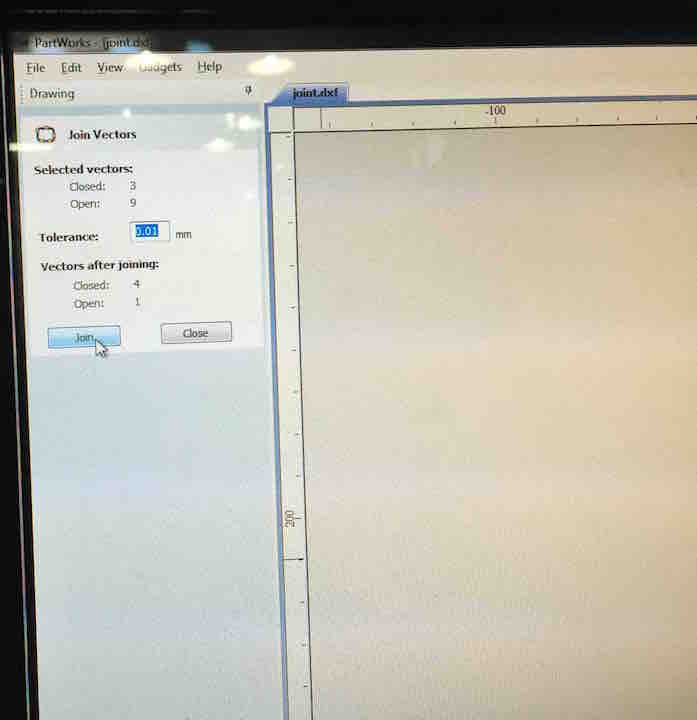 PartWorks - [joint.dxf]
File Edit View Gadgets Help
Drawing
joint.dxf
-100
Join Vectors
Selected vectors:
Closed: 3
Open: 9
Tolerance: 0.01 mm
Vectors after joining:
Closed: 4
Open: 1
Join Close
200